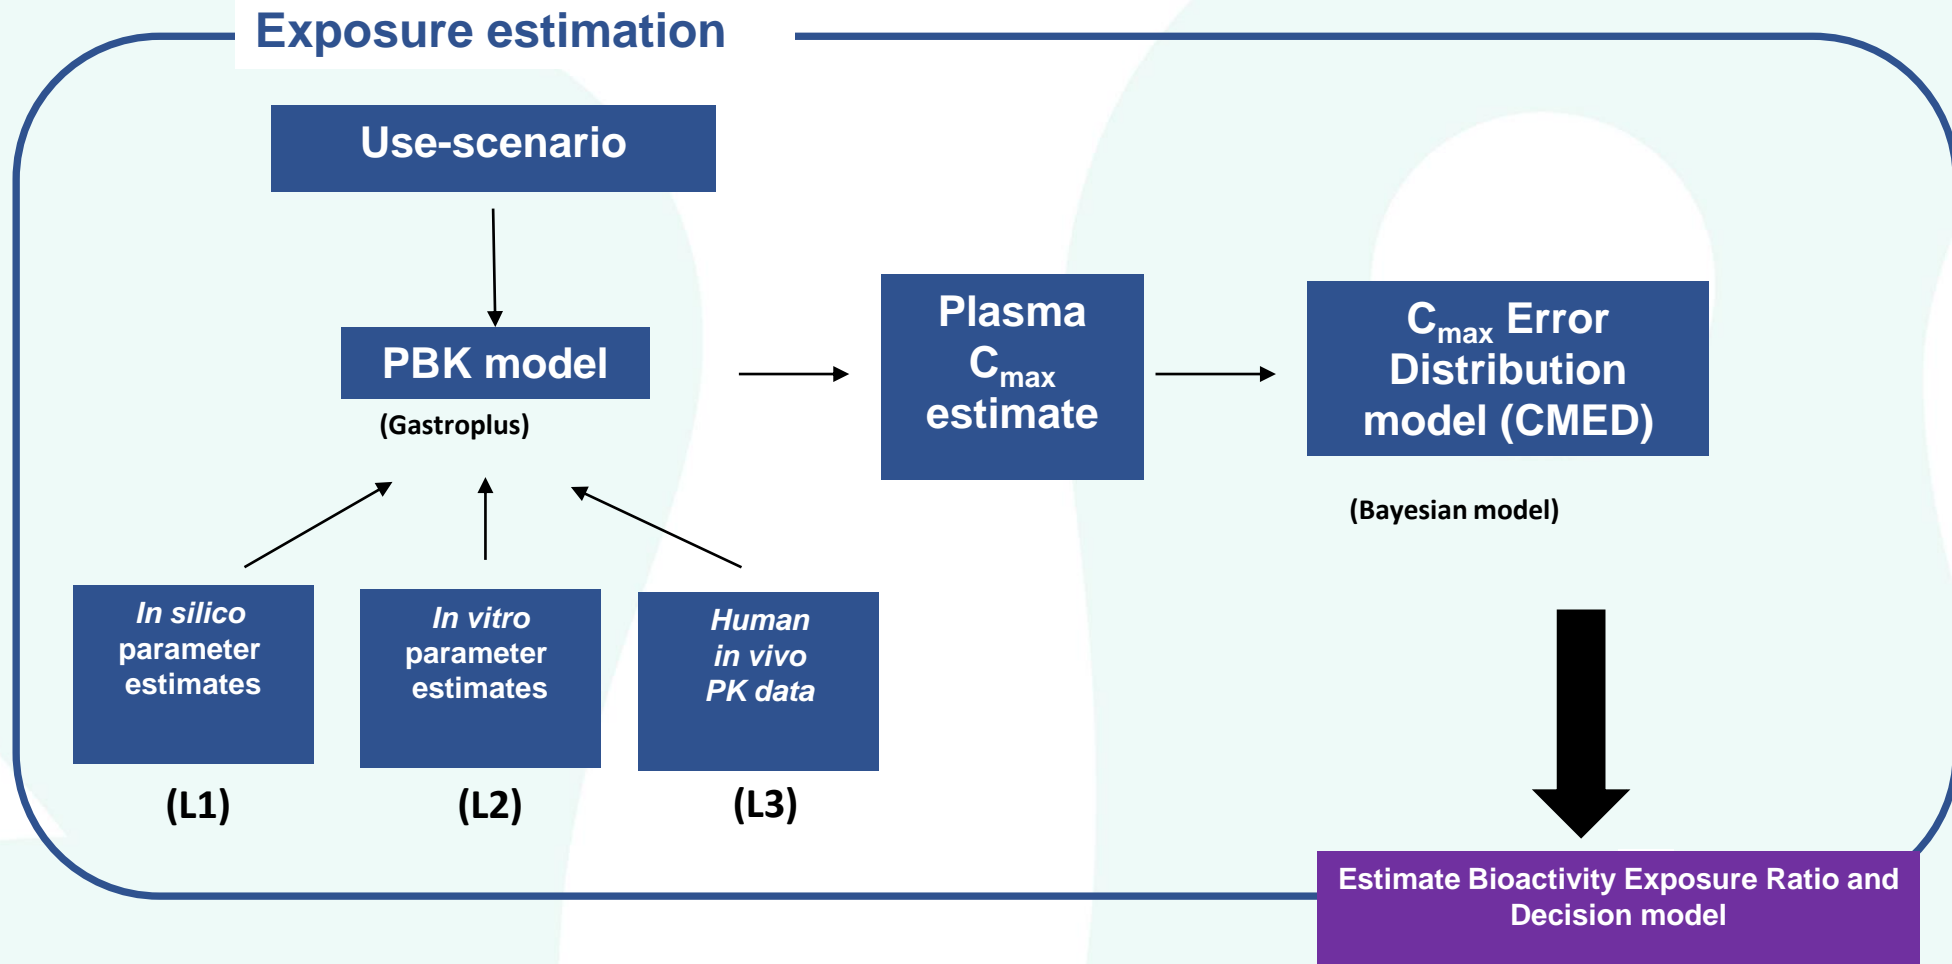 Exposure estimation
Use-scenario
PBK model
(Gastroplus)
In silico
parameter
estimates
(L1)
In vitro
parameter
estimates
(L2)
Human
in vivo
PK data
(L3)
Plasma
Cmax
estimate
Cmax Error
Distribution
model (CMED)
(Bayesian model)
Estimate Bioactivity Exposure Ratio and
Decision model